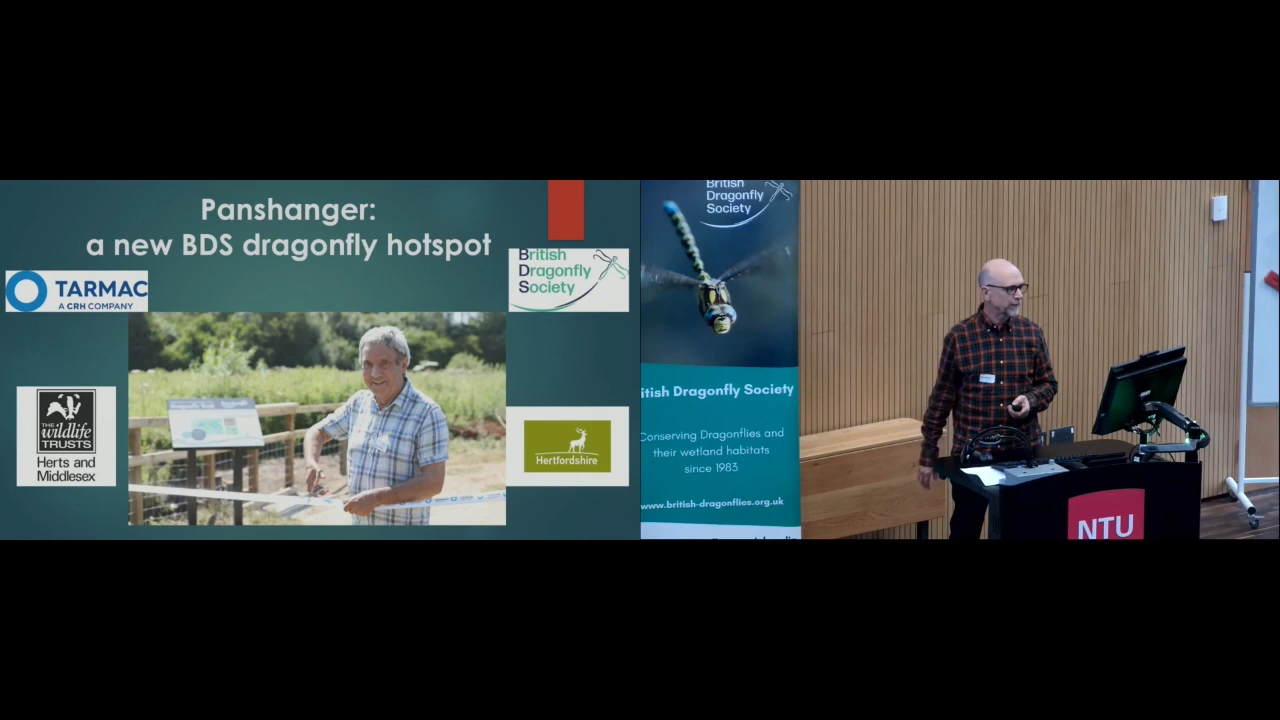 Panshanger:
a new BDS dragonfly hotspot
TARMAC
A CRH COMPANY
British
Dragonfly
Society
THE
wildlife
TRUSTS
Herts and
Middlesex
Hertfordshire
British
Dragonfly
Society
itish Dragonfly Society
Conserving Dragonflies and
their wetland habitats
since 1983
www.british-dragonflies.org.uk
NTU